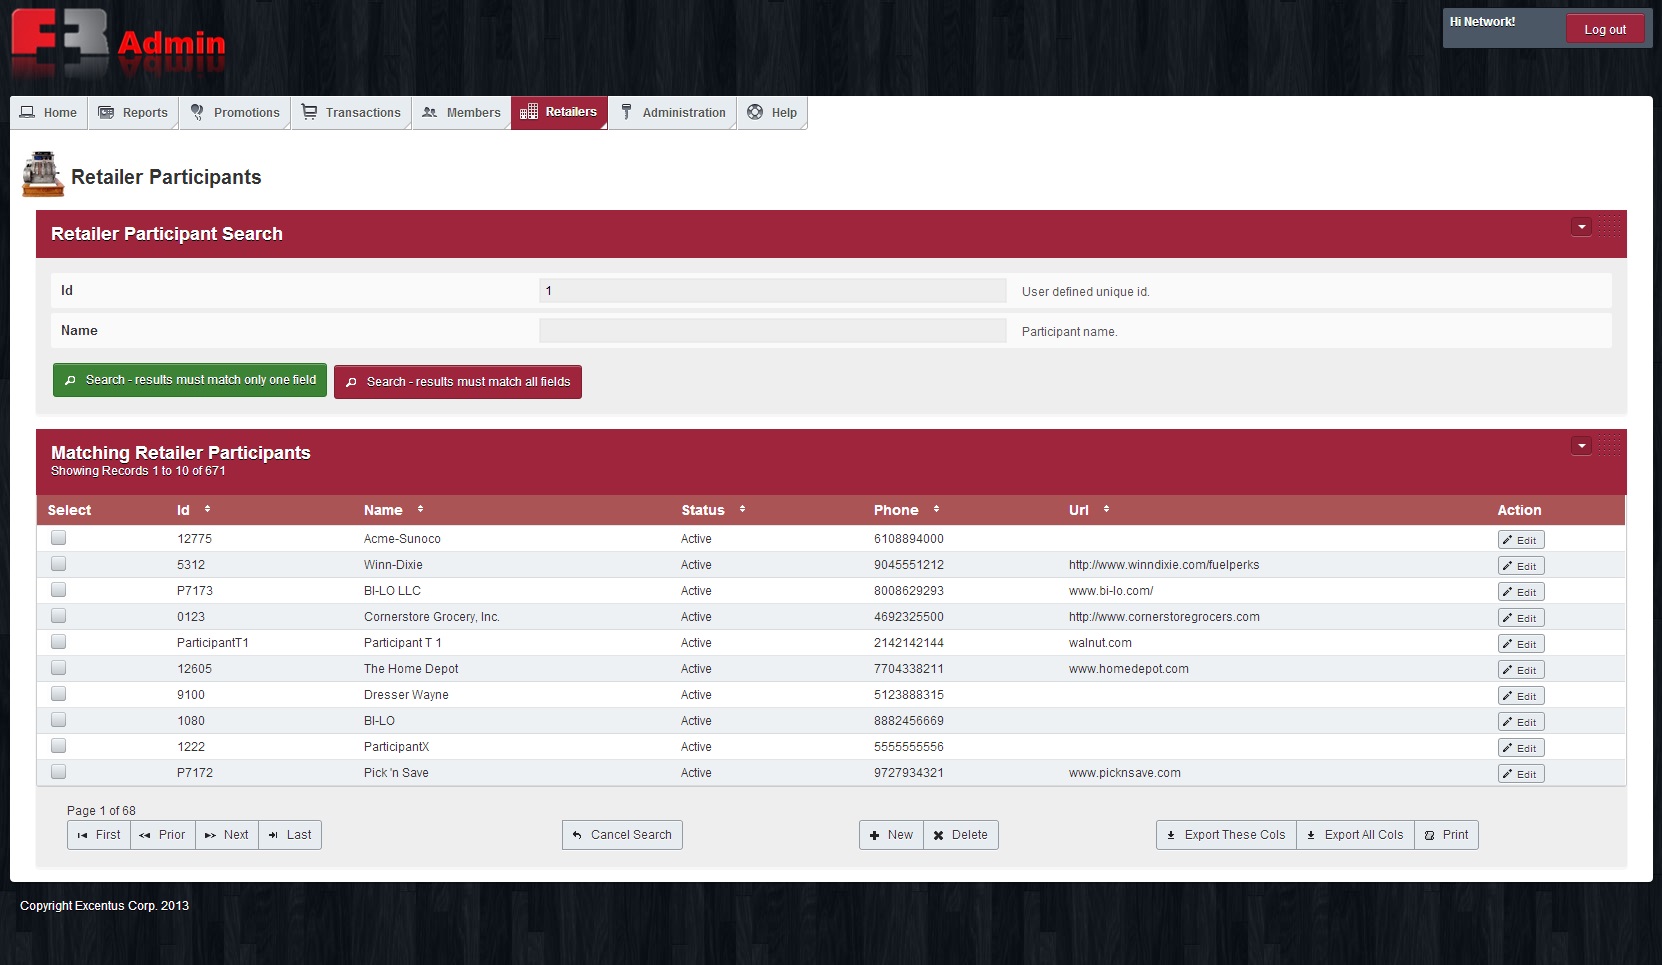 Admin
Hi Network!
Log out
Home Reports Promotions Transactions Members Retailers Administration Help
Retailer Participants
Retailer Participant Search
Id 1 User defined unique id.
Name Participant name.
Search - results must match only one field Search - results must match all fields
Matching Retailer Participants
Showing Records 1 to 10 of 671
Select Id Name Status Phone Url Action
12775 Acme-Sunoco Active 6108894000 Edit
5312 Winn-Dixie Active 9045551212 http://www.winndixie.com/fuelperks Edit
P7173 BI-LO LLC Active 8008629293 www.bi-lo.com/ Edit
0123 Cornerstore Grocery, Inc. Active 4692325500 http://www.cornerstoregrocers.com Edit
ParticipantT1 Participant T 1 Active 2142142144 walnut.com Edit
12605 The Home Depot Active 7704338211 www.homedepot.com Edit
9100 Dresser Wayne Active 5123888315 Edit
1080 BI-LO Active 8882456669 Edit
1222 ParticipantX Active 5555555556 Edit
P7172 Pick 'n Save Active 9727934321 www.picknsave.com Edit
Page 1 of 68
First Prior Next Last Cancel Search New Delete Export These Cols Export All Cols Print
Copyright Excentus Corp. 2013